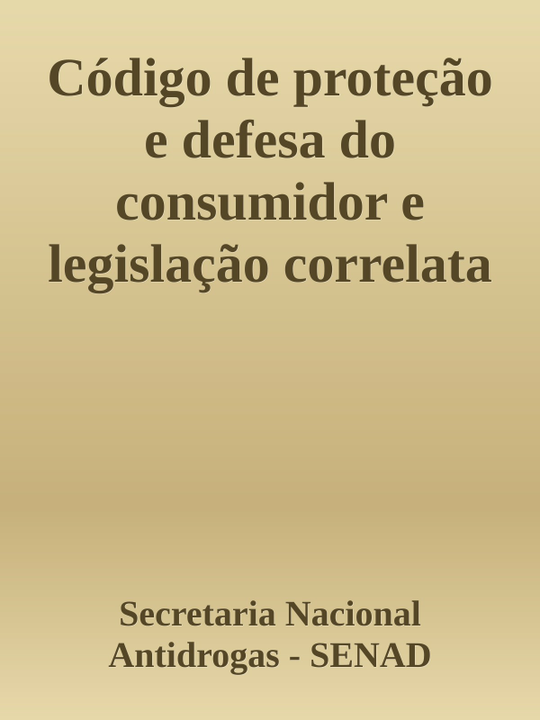 Código de proteção
e defesa do
consumidor e
legislação correlata
Secretaria Nacional
Antidrogas - SENAD